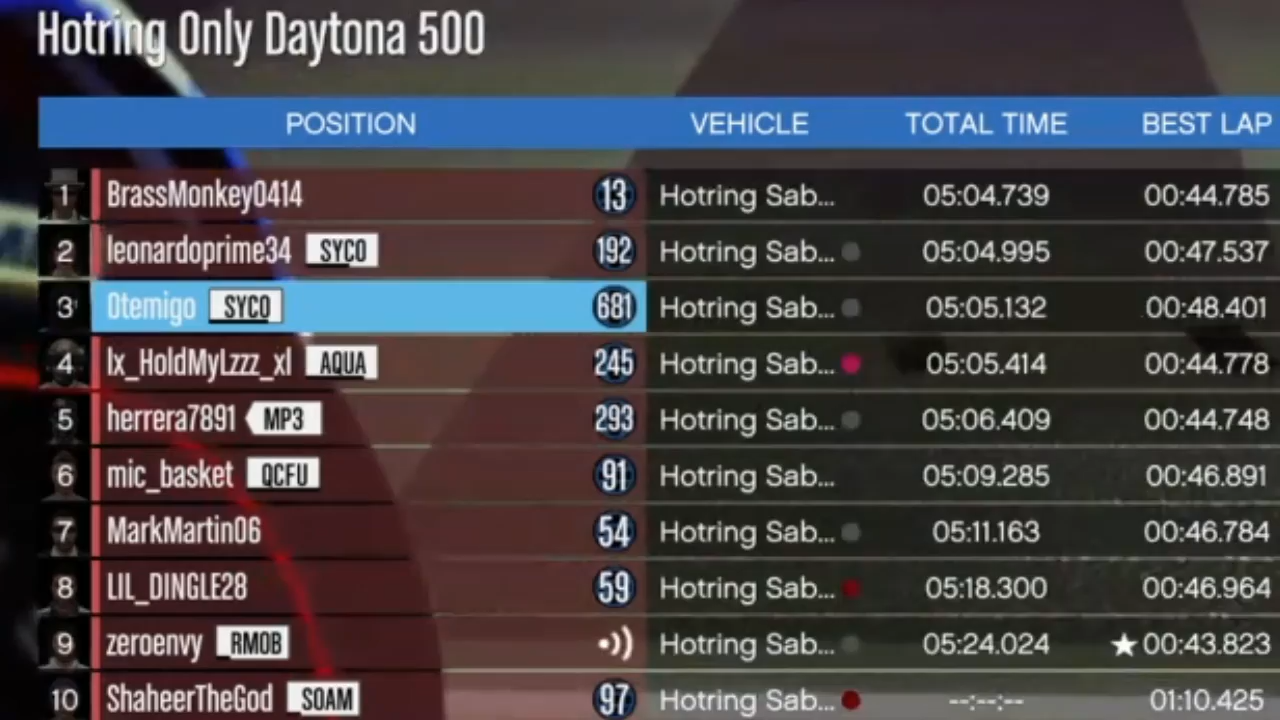 Hotring Only Daytona 500
POSITION VEHICLE TOTAL TIME BEST LAP
1 BrassMonkey0414 13 Hotring Sab... 05:04.739 00:44.785
2 leonardoprime34 SYCO 192 Hotring Sab... 05:04.995 00:47.537
3 Otemigo SYCO 681 Hotring Sab... 05:05.132 00:48.401
4 lx_HoldMyLzzz_xl AQUA 245 Hotring Sab... 05:05.414 00:44.778
5 herrera7891 MP3 293 Hotring Sab... 05:06.409 00:44.748
6 mic_basket QCFU 91 Hotring Sab... 05:09.285 00:46.891
7 MarkMartin06 54 Hotring Sab... 05:11.163 00:46.784
8 LIL_DINGLE28 59 Hotring Sab... 05:18.300 00:46.964
9 zeroenvy RMOB Hotring Sab... 05:24.024 00:43.823
10 ShaheerTheGod SOAM 97 Hotring Sab... --:--:-- 01:10.425